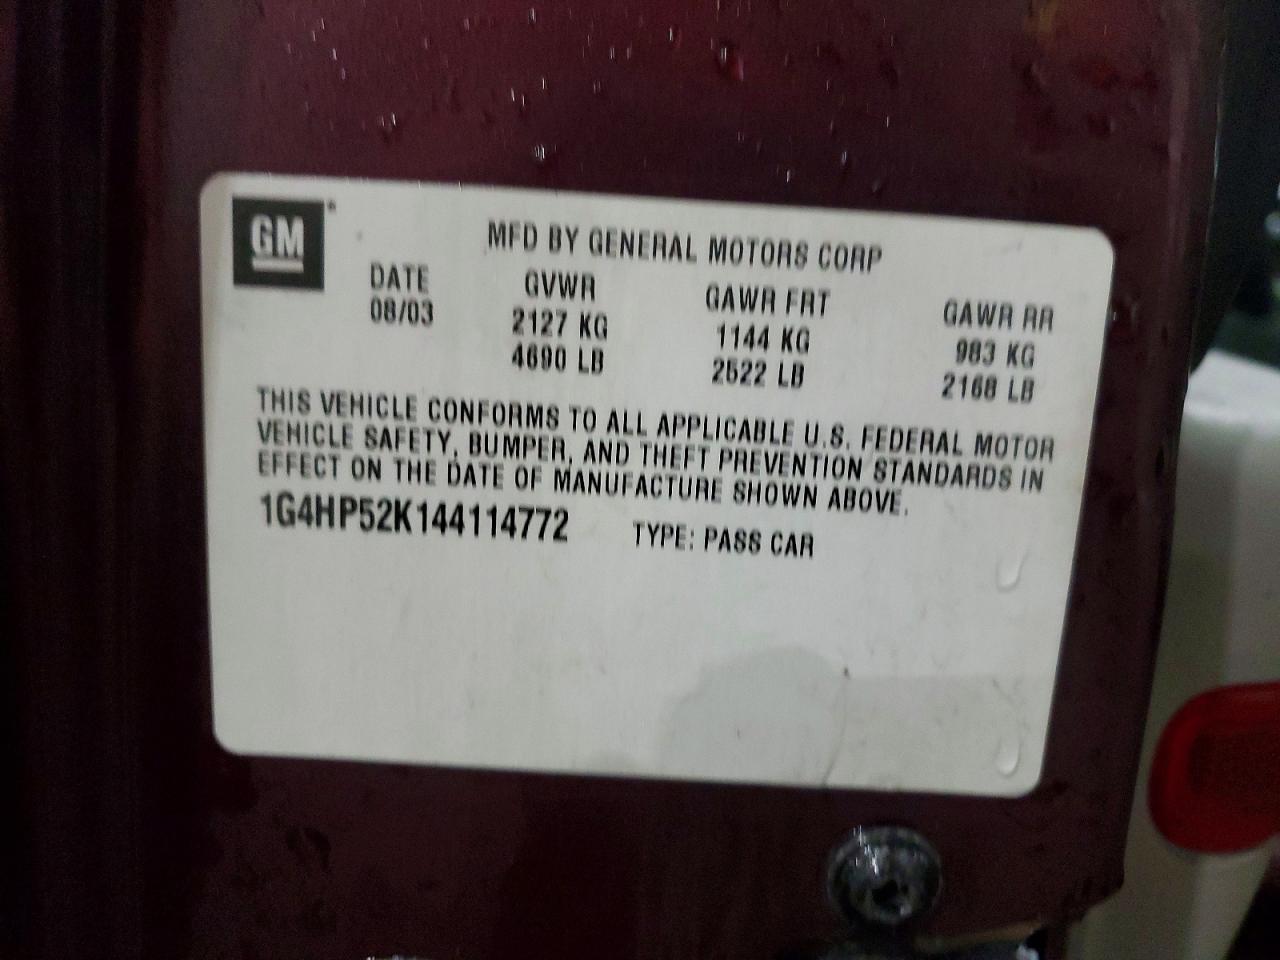 GM
MFD BY GENERAL MOTORS CORP
DATE GVWR GAWR FRT GAWR RR
08/03 2127 KG 1144 KG 983 KG
4690 LB 2522 LB 2168 LB
THIS VEHICLE CONFORMS TO ALL APPLICABLE U.S. FEDERAL MOTOR
VEHICLE SAFETY, BUMPER, AND THEFT PREVENTION STANDARDS IN
EFFECT ON THE DATE OF MANUFACTURE SHOWN ABOVE.
1G4HP52K144114772 TYPE: PASS CAR